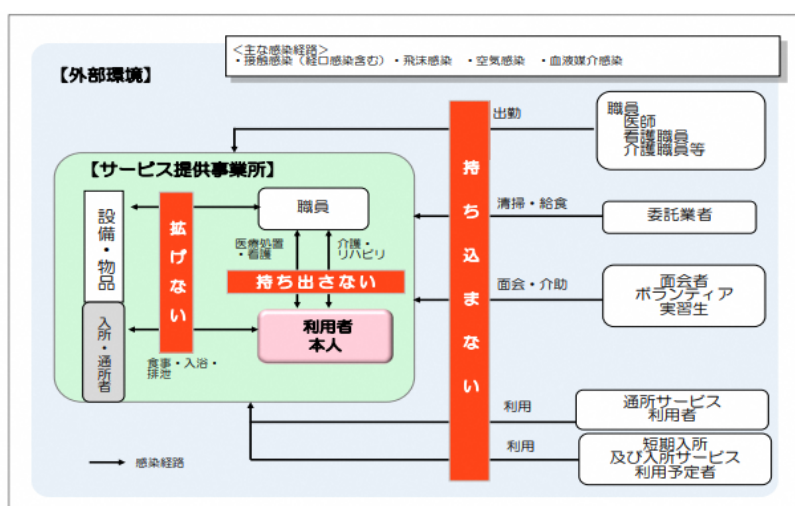 <主な感染経路>
・接触感染（経口感染含む）・飛沫感染　・空気感染　・血液媒介感染
【外部環境】
出勤
職員
医師
看護職員
介護職員等
【サービス提供事業所】
持ち込まない
設備・物品
拡げない
職員
清掃・給食
委託業者
医療処置
・看護
介護・
リハビリ
持ち出さない
面会・介助
面会者
ボランティア
実習生
入所・通所者
利用者
本人
食事・入浴・
排泄
利用
通所サービス
利用者
利用
短期入所
及び入所サービス
利用予定者
感染経路